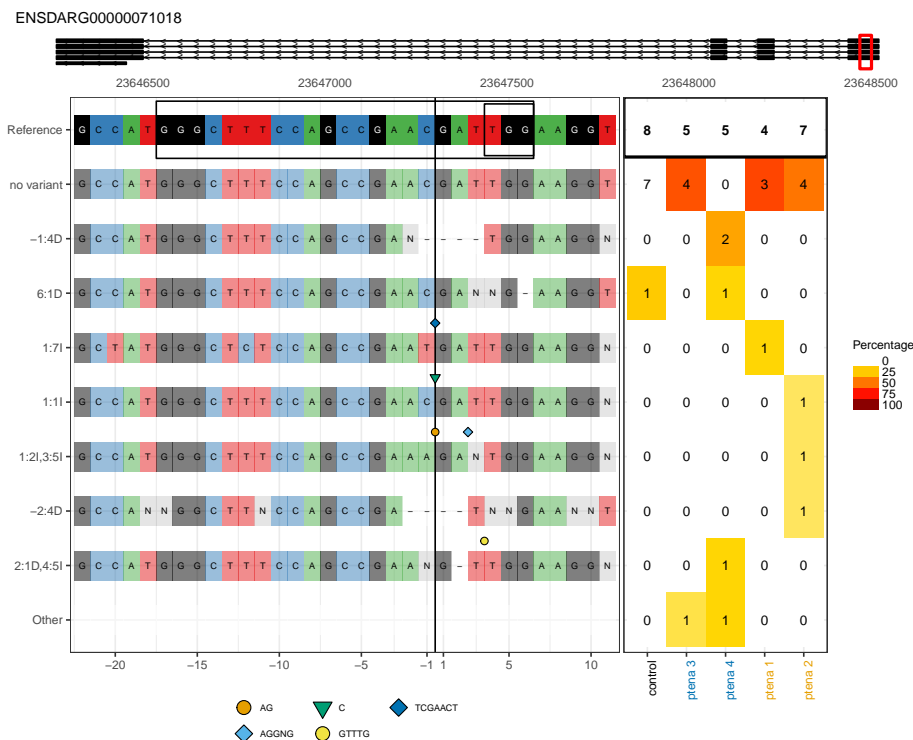 ENSDARG00000071018
23646500 23647000 23647500 23648000 23648500
Reference G C C A T G G G C T T T C C A G C C G A A C G A T T G G A A G G T 8 5 5 4 7
no variant G C C A T G G G C T T T C C A G C C G A A C G A T T G G A A G G T 7 4 0 3 4
−1:4D G C C A T G G G C T T T C C A G C C G A N - - - - T G G A A G G N 0 0 2 0 0
6:1D G C C A T G G G C T T T C C A G C C G A A C G A N N G - A A G G T 1 0 1 0 0
1:7I G C T A T G G G C T C T C C A G C C G A A T G A T T G G A A G G N 0 0 0 1 0
1:1I G C C A T G G G C T T T C C A G C C G A A C G A T T G G A A G G N 0 0 0 0 1
1:2I,3:5I G C C A T G G G C T T T C C A G C C G A A A G A N T G G A A G G N 0 0 0 0 1
−2:4D G C C A N N G G C T T N C C A G C C G A - - - - T N N G A A N N T 0 0 0 0 1
2:1D,4:5I G C C A T G G G C T T T C C A G C C G A A N G - T T G G A A G G N 0 0 1 0 0
Other 0 1 1 0 0
−20 −15 −10 −5 −1 1 5 10
control ptena 3 ptena 4 ptena 1 ptena 2
Percentage
0
25
50
75
100
AG C TCGAACT
AGGNG GTTTG